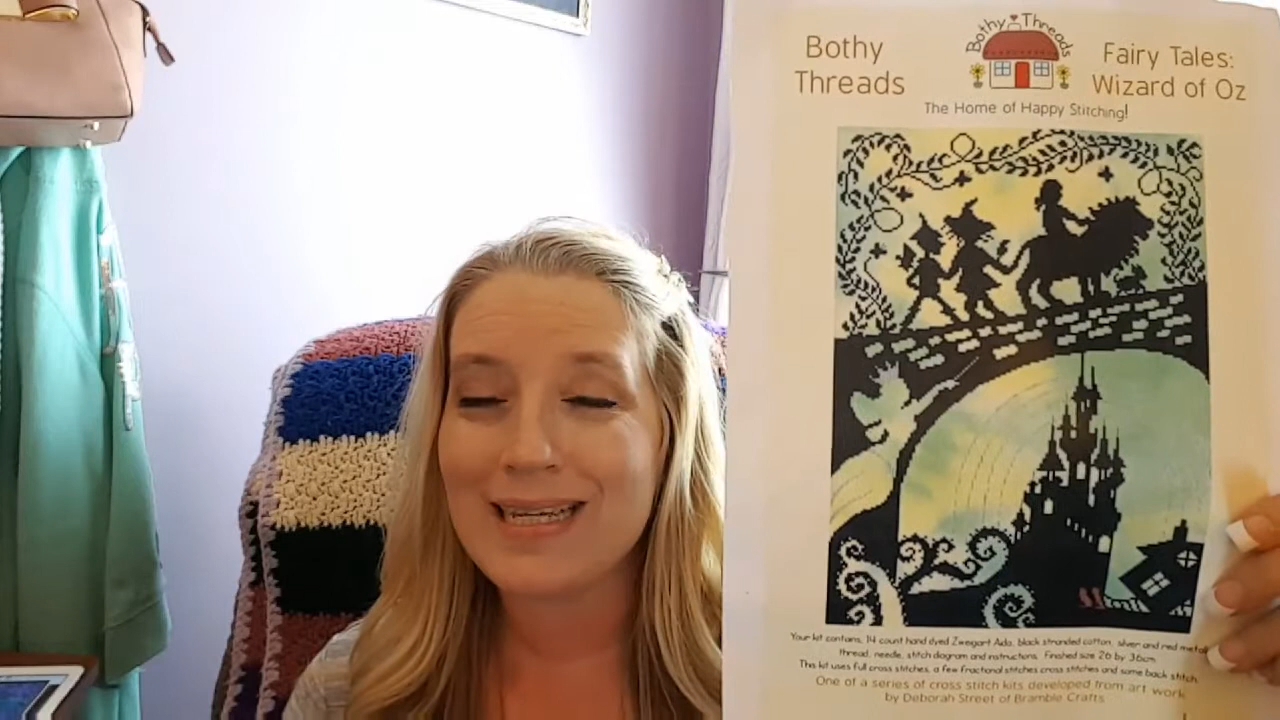 Bothy Threads
Bothy
Threads
Fairy Tales:
Wizard of Oz
The Home of Happy Stitching!
Your kit contains, 14 count hand dyed Zweigart Aida, black stranded cotton, silver and red metal
thread, needle, stitch diagram and instructions. Finished size 26 by 36cm.
This kit uses full cross stitches, a few fractional stitches cross stitches and some back stitch.
One of a series of cross stitch kits developed from art work
by Deborah Street of Bramble Crafts